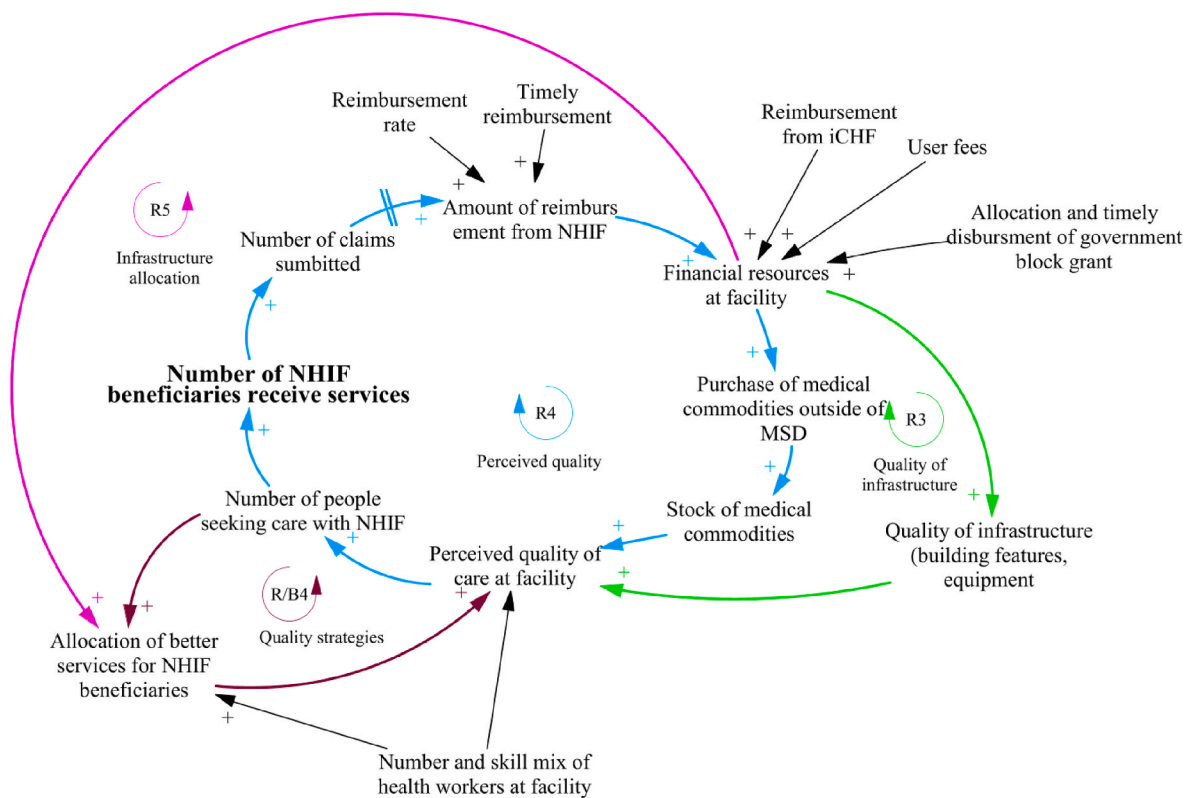 Timely
reimbursement
Reimbursement
rate
Reimbursement
from iCHF
User fees
+
+
R5
Infrastructure
allocation
Number of claims
sumbitted
+
Amount of reimburs
ement from NHIF
+
+
+
Allocation and timely
disbursment of government
block grant
+
Financial resources
at facility
+
+
Number of NHIF
beneficiaries receive services
+
R4
Perceived quality
Purchase of medical
commodities outside of
MSD
R3
Quality of
infrastructure
+
+
Number of people
seeking care with NHIF
+
Stock of medical
commodities
+
Quality of infrastructure
(building features,
equipment
+
Perceived quality of
care at facility
+
+
R/B4
Quality strategies
+
+
Allocation of better
services for NHIF
beneficiaries
+
Number and skill mix of
health workers at facility